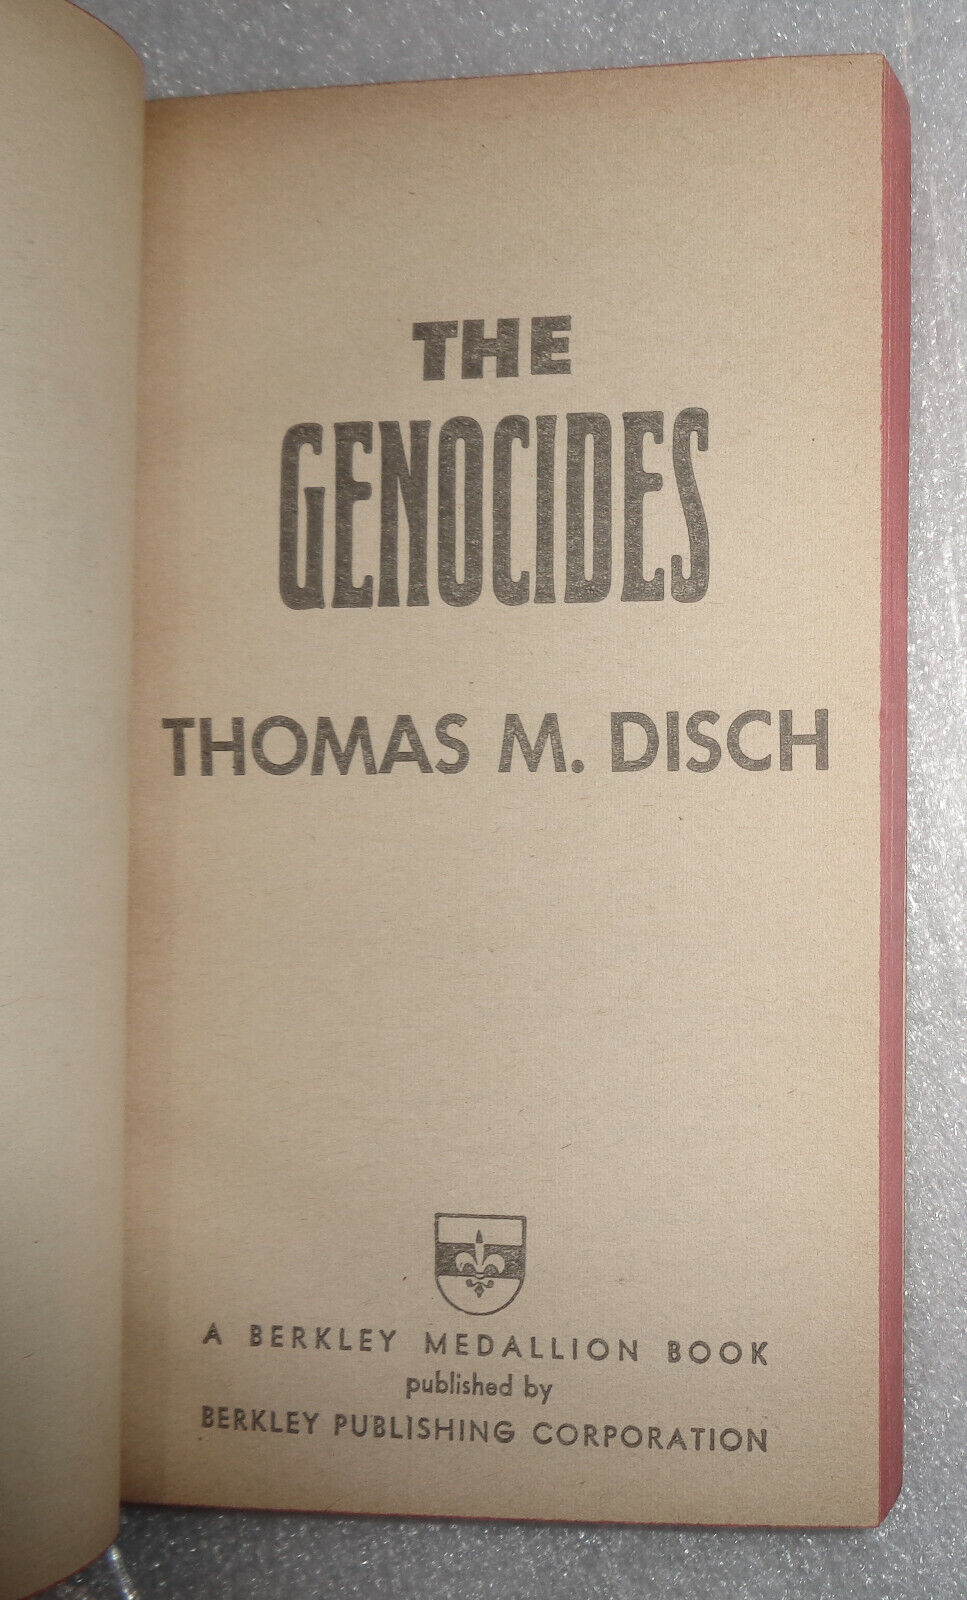 THE
GENOCIDES
THOMAS M. DISCH
A BERKLEY MEDALLION BOOK
published by
BERKLEY PUBLISHING CORPORATION